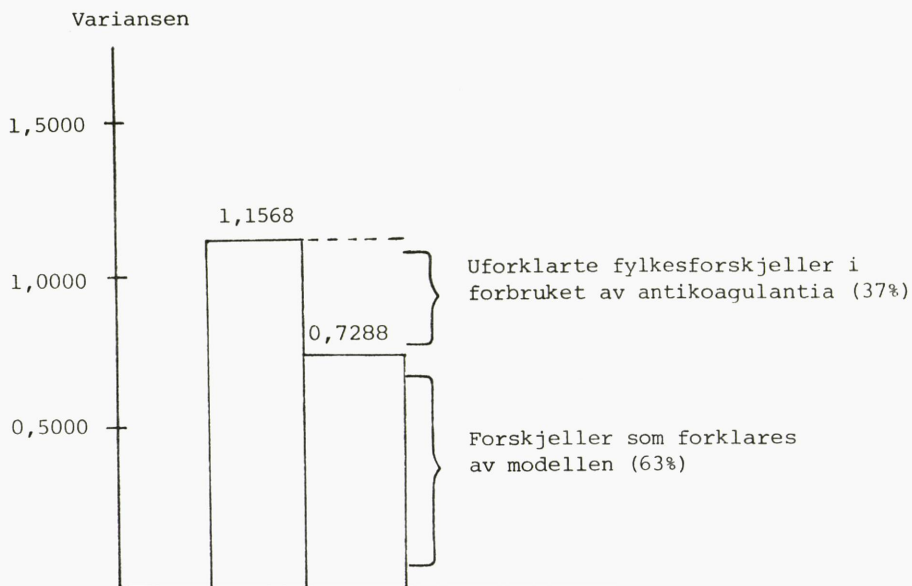 Variansen
1,5000
1,1568
1,0000
Uforklarte fylkesforskjeller i
forbruket av antikoagulantia (37%)
0,7288
0,5000
Forskjeller som forklares
av modellen (63%)